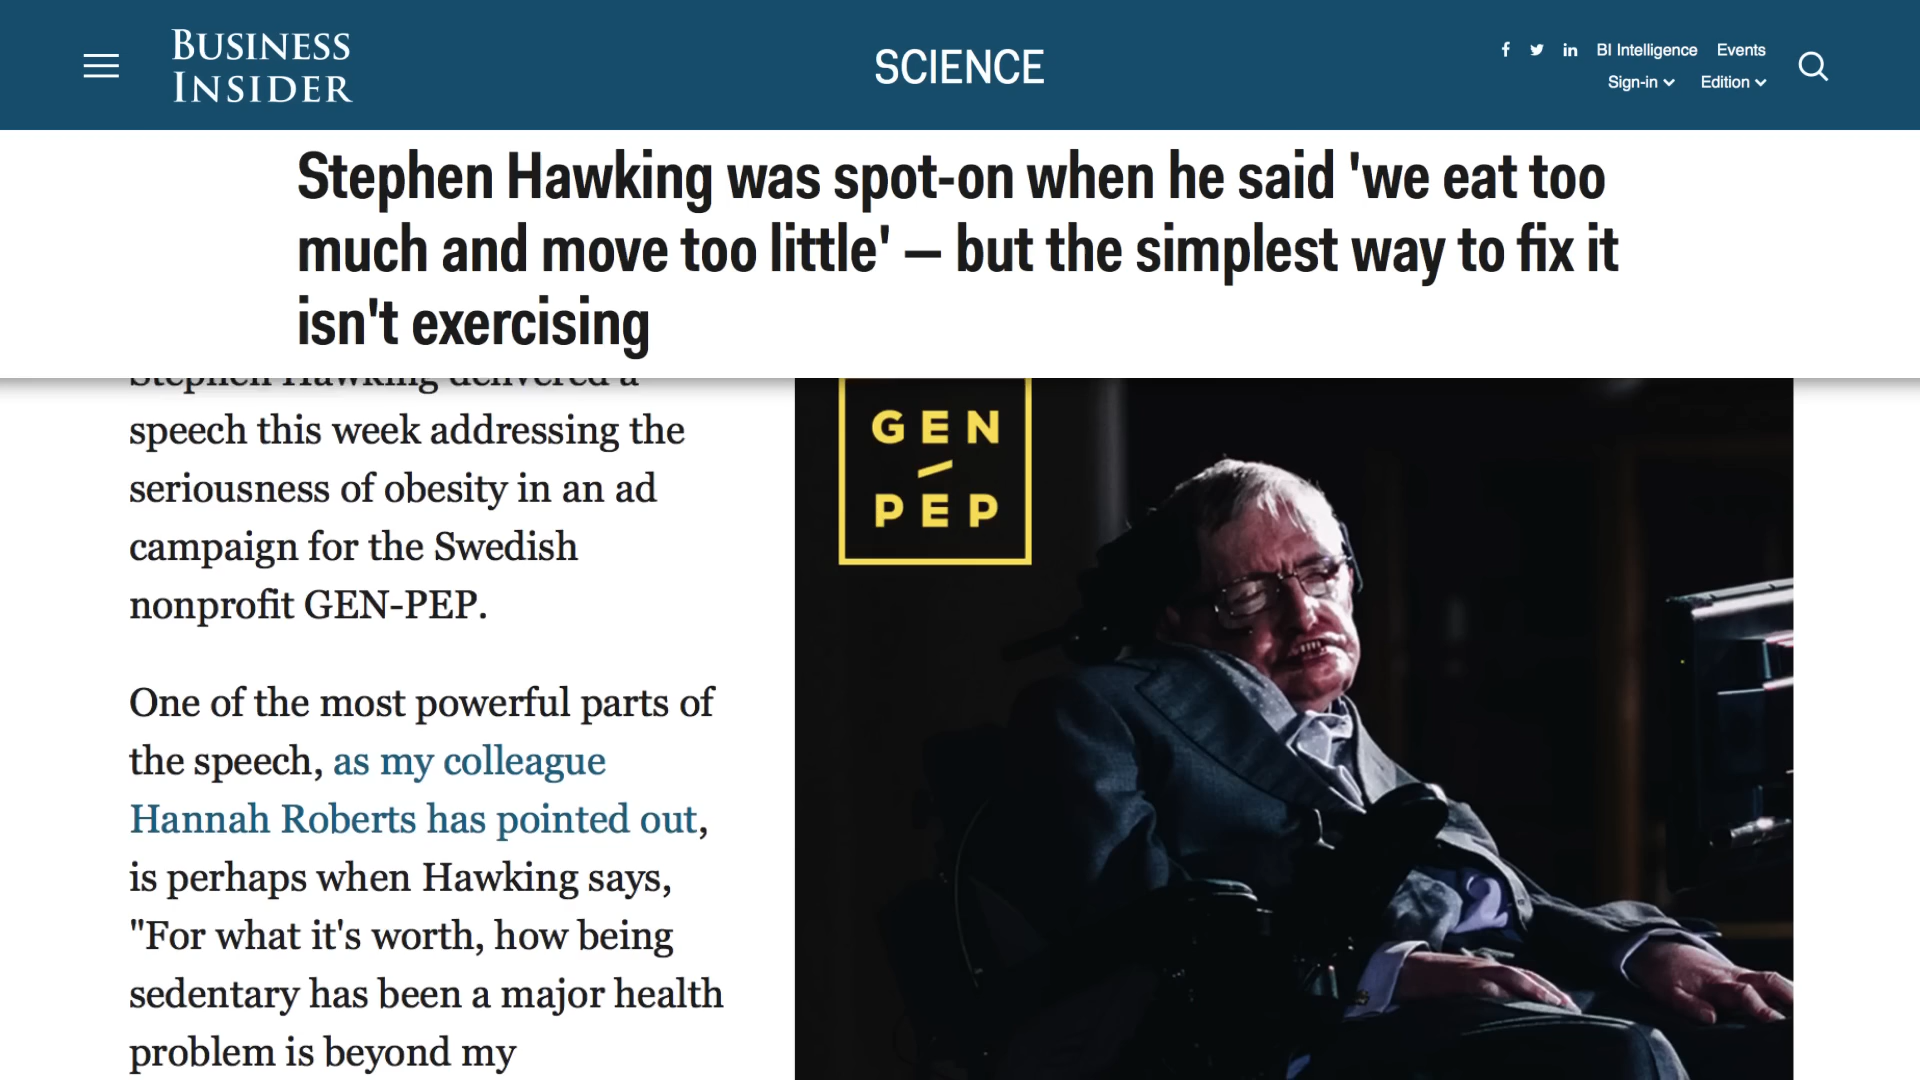 BUSINESS
INSIDER
SCIENCE
BI Intelligence Events
Sign-in Edition
Stephen Hawking was spot-on when he said 'we eat too
much and move too little' – but the simplest way to fix it
isn't exercising
Stephen Hawking delivered a
speech this week addressing the
seriousness of obesity in an ad
campaign for the Swedish
nonprofit GEN-PEP.
One of the most powerful parts of
the speech, as my colleague
Hannah Roberts has pointed out,
is perhaps when Hawking says,
"For what it's worth, how being
sedentary has been a major health
problem is beyond my
GEN
PEP